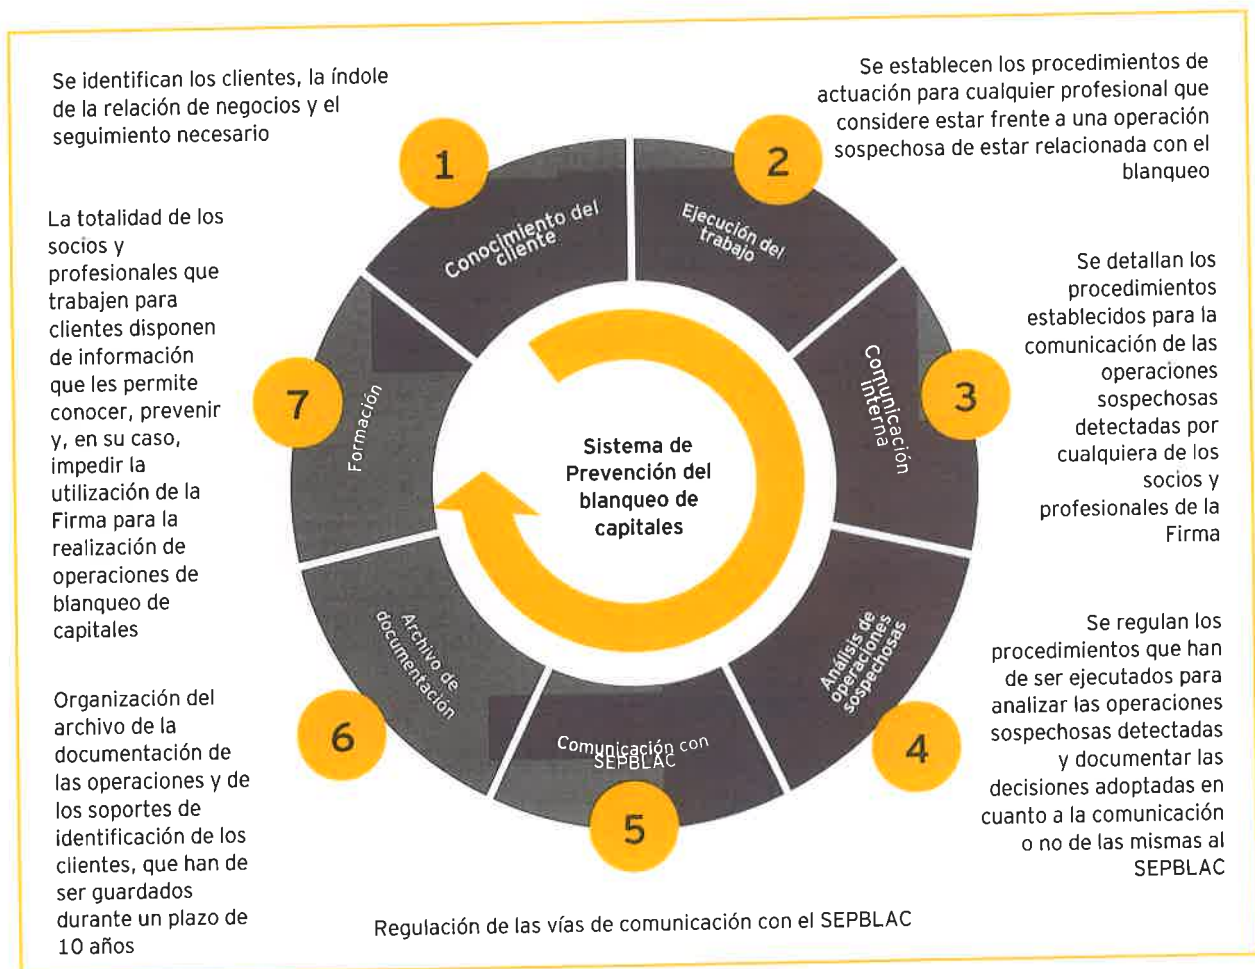 Se identifican los clientes, la índole
de la relación de negocios y el
seguimiento necesario
1
Conocimiento del
cliente
Se establecen los procedimientos de
actuación para cualquier profesional que
considere estar frente a una operación
sospechosa de estar relacionada con el
blanqueo
2
Ejecución del
trabajo
Se detallan los
procedimientos
establecidos para la
comunicación de las
operaciones
sospechosas
detectadas por
cualquiera de los
socios y
profesionales de la
Firma
3
Comunicación
interna
Se regulan los
procedimientos que han
de ser ejecutados para
analizar las operaciones
sospechosas detectadas
y documentar las
decisiones adoptadas en
cuanto a la comunicación
o no de las mismas al
SEPBLAC
4
Análisis de
operaciones
sospechosas
5
Comunicación con
SEPBLAC
Regulación de las vías de comunicación con el SEPBLAC
6
Archivo de
documentación
Organización del
archivo de la
documentación de
las operaciones y de
los soportes de
identificación de los
clientes, que han de
ser guardados
durante un plazo de
10 años
7
Formación
La totalidad de los
socios y
profesionales que
trabajen para
clientes disponen
de información
que les permite
conocer, prevenir
y, en su caso,
impedir la
utilización de la
Firma para la
realización de
operaciones de
blanqueo de
capitales
Sistema de
Prevención del
blanqueo de
capitales